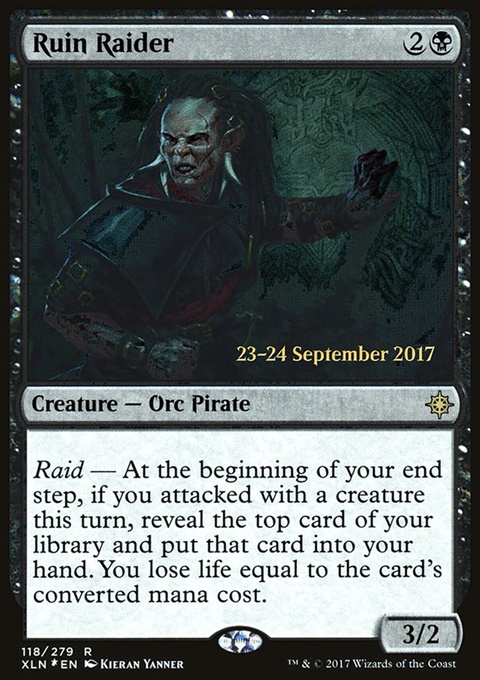 Ruin Raider 2
23–24 September 2017
Creature — Orc Pirate
Raid — At the beginning of your end
step, if you attacked with a creature
this turn, reveal the top card of your
library and put that card into your
hand. You lose life equal to the card's
converted mana cost.
3/2
118/279 R
XLN EN Kieran Yanner
™ & © 2017 Wizards of the Coast